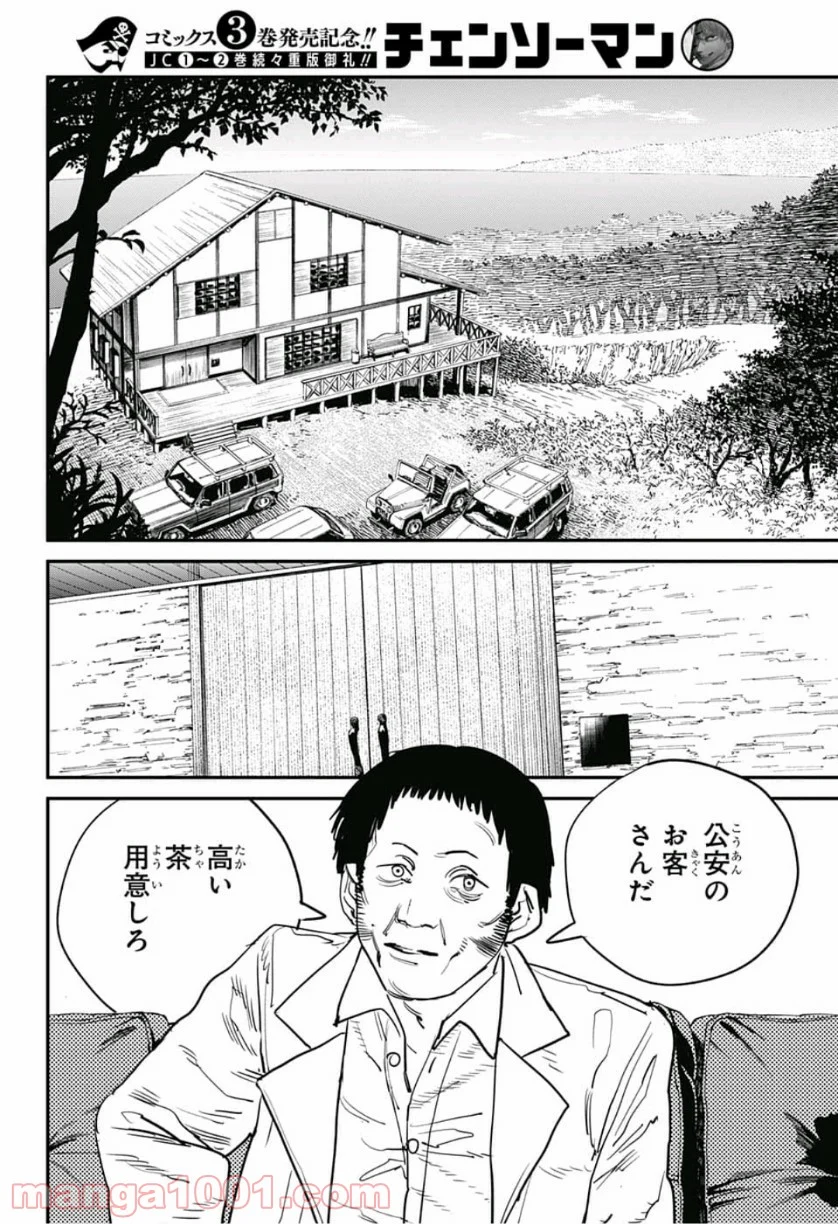 コミックス3巻発売記念!!
JC1～2巻続々重版御礼!!
チェンソーマン
公安の
お客
さんだ
高い
茶
用意しろ
manga1001.com